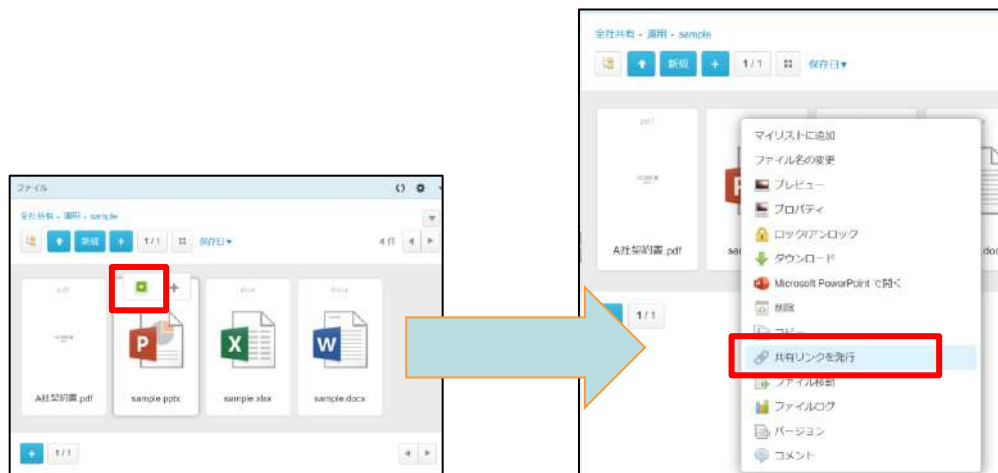 ファイル
全社共有 - 運用 - sample
新規
1 / 1
保存日▼
4 件
pdf
xlsx
docx
P
X
W
A社契約書.pdf
sample.pptx
sample.xlsx
sample.docx
1 / 1
全社共有 - 運用 - sample
新規
1 / 1
保存日▼
pdf
A社契約書.pdf
1 / 1
マイリストに追加
ファイル名の変更
プレビュー
プロパティ
ロック/アンロック
ダウンロード
Microsoft PowerPoint で開く
削除
コピー
共有リンクを発行
ファイル移動
ファイルログ
バージョン
コメント